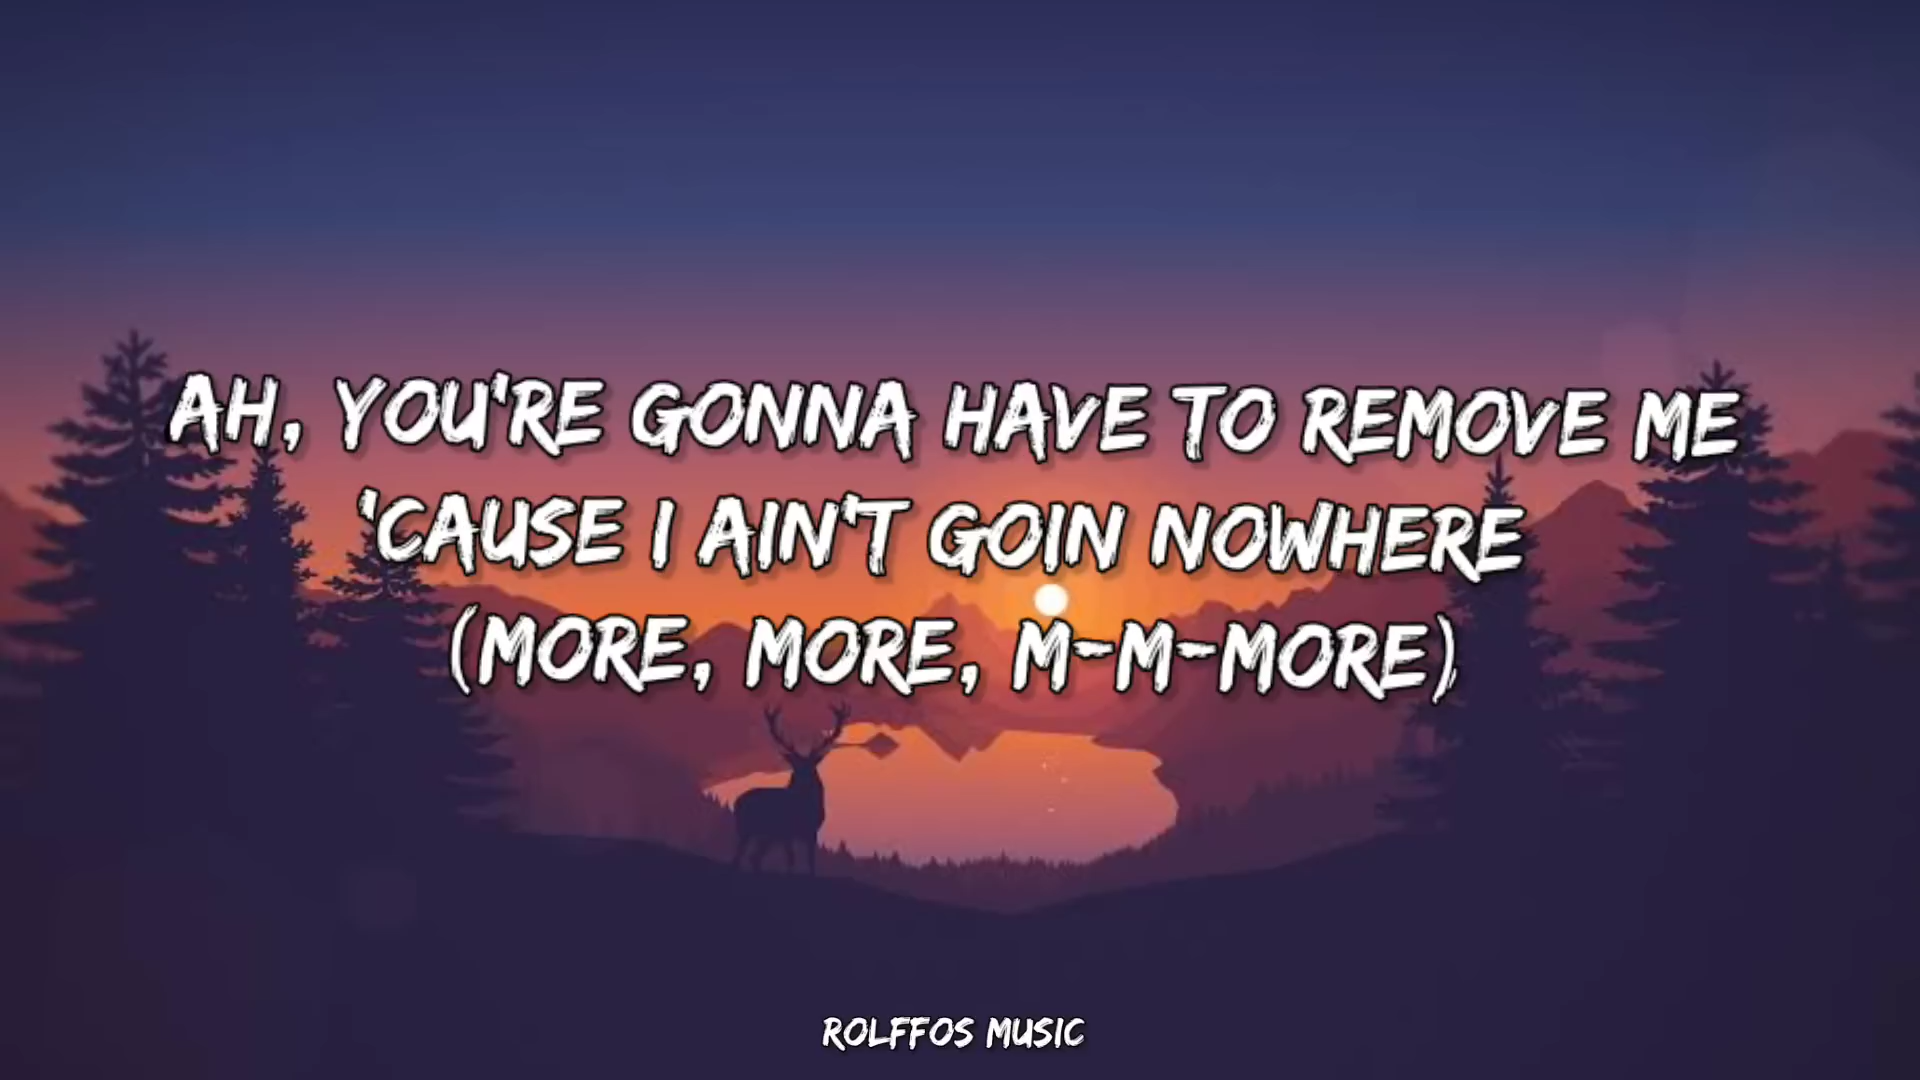 AH, YOU'RE GONNA HAVE TO REMOVE ME
'CAUSE I AIN'T GOIN NOWHERE
(MORE, MORE, M-M-MORE)
ROLFFOS MUSIC